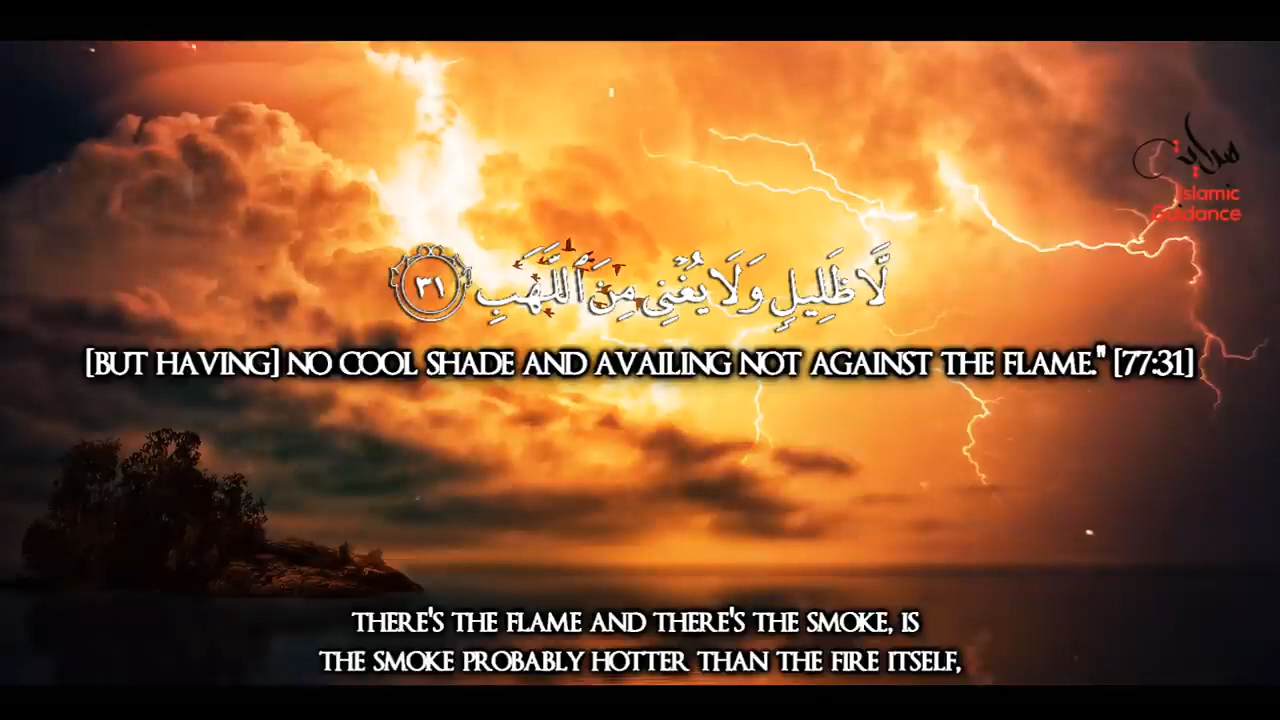 هداية
Islamic
Guidance
لَّا ظَلِيلٍ وَلَا يُغْنِى مِنَ ٱللَّهَبِ ٣١
[BUT HAVING] NO COOL SHADE AND AVAILING NOT AGAINST THE FLAME." [77:31]
THERE'S THE FLAME AND THERE'S THE SMOKE, IS
THE SMOKE PROBABLY HOTTER THAN THE FIRE ITSELF,